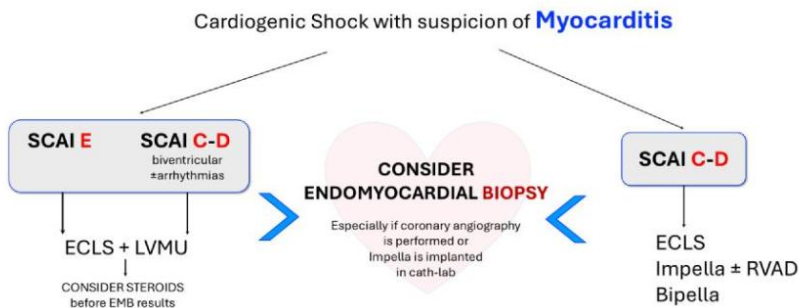 Cardiogenic Shock with suspicion of Myocarditis
SCAI E
SCAI C-D
biventricular
±arrhythmias
ECLS + LVMU
CONSIDER STEROIDS
before EMB results
CONSIDER
ENDOMYOCARDIAL BIOPSY
Especially if coronary angiography
is performed or
Impella is implanted
in cath-lab
SCAI C-D
ECLS
Impella ± RVAD
Bipella